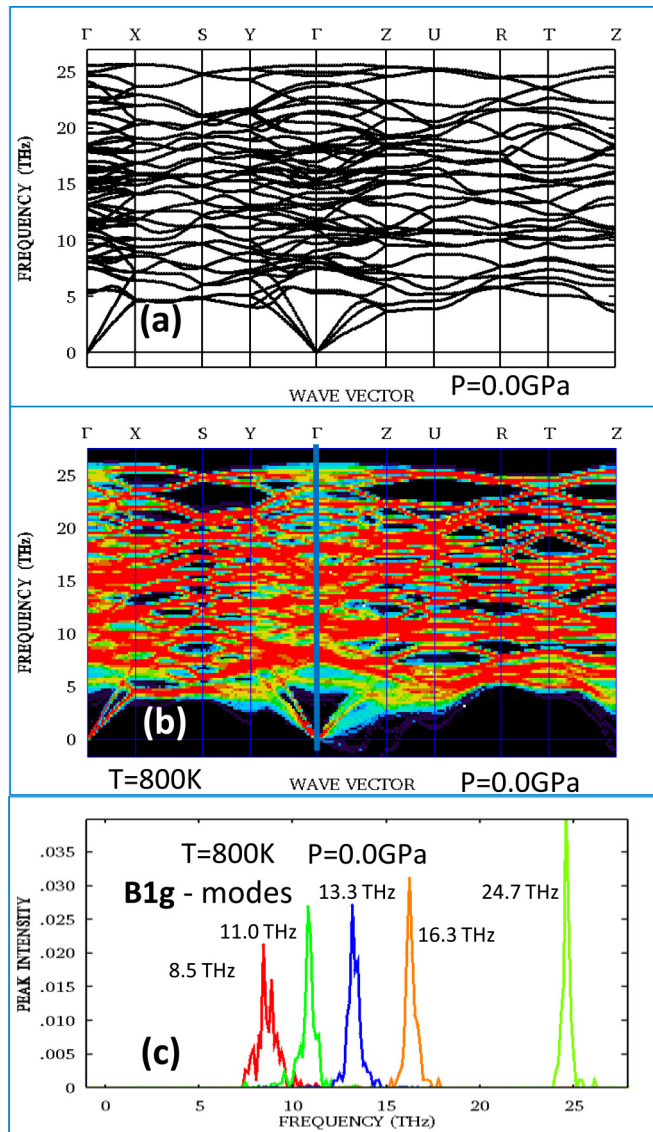 Γ X S Y Γ Z U R T Z
25
20
15
10
5
0
FREQUENCY (THz)
(a)
WAVE VECTOR P=0.0GPa
Γ X S Y Γ Z U R T Z
25
20
15
10
5
0
FREQUENCY (THz)
(b)
T=800K WAVE VECTOR P=0.0GPa
.035
.030
.025
.020
.015
.010
.005
0
PEAK INTENSITY
T=800K P=0.0GPa
B1g - modes
13.3 THz
24.7 THz
11.0 THz
16.3 THz
8.5 THz
(c)
0 5 10 15 20 25
FREQUENCY (THz)